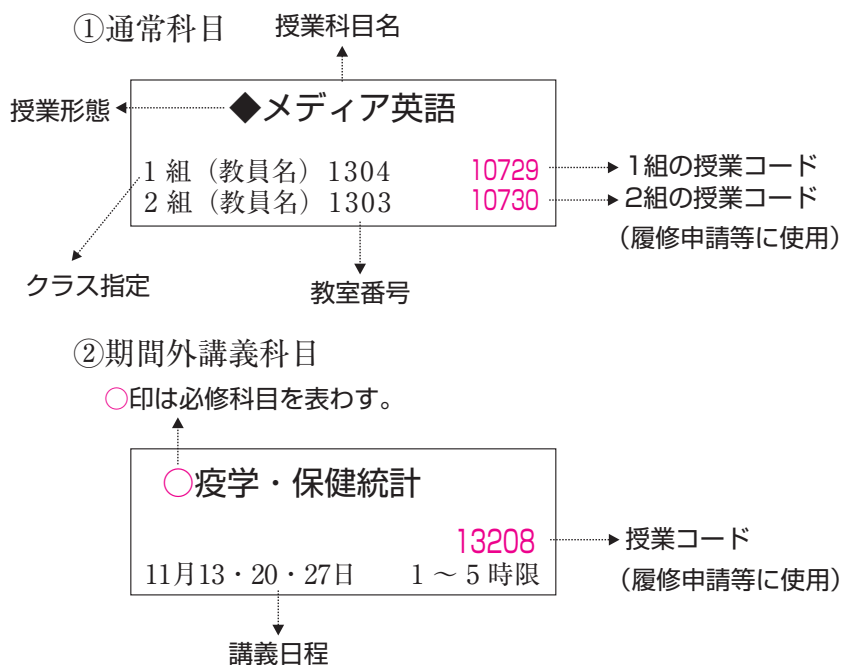 ①通常科目
授業科目名
授業形態
◆メディア英語
1組（教員名）1304 10729
1組の授業コード
2組（教員名）1303 10730
2組の授業コード
（履修申請等に使用）
クラス指定
教室番号
②期間外講義科目
○印は必修科目を表わす。
○疫学・保健統計
13208
授業コード
11月13・20・27日 1～5時限
（履修申請等に使用）
講義日程